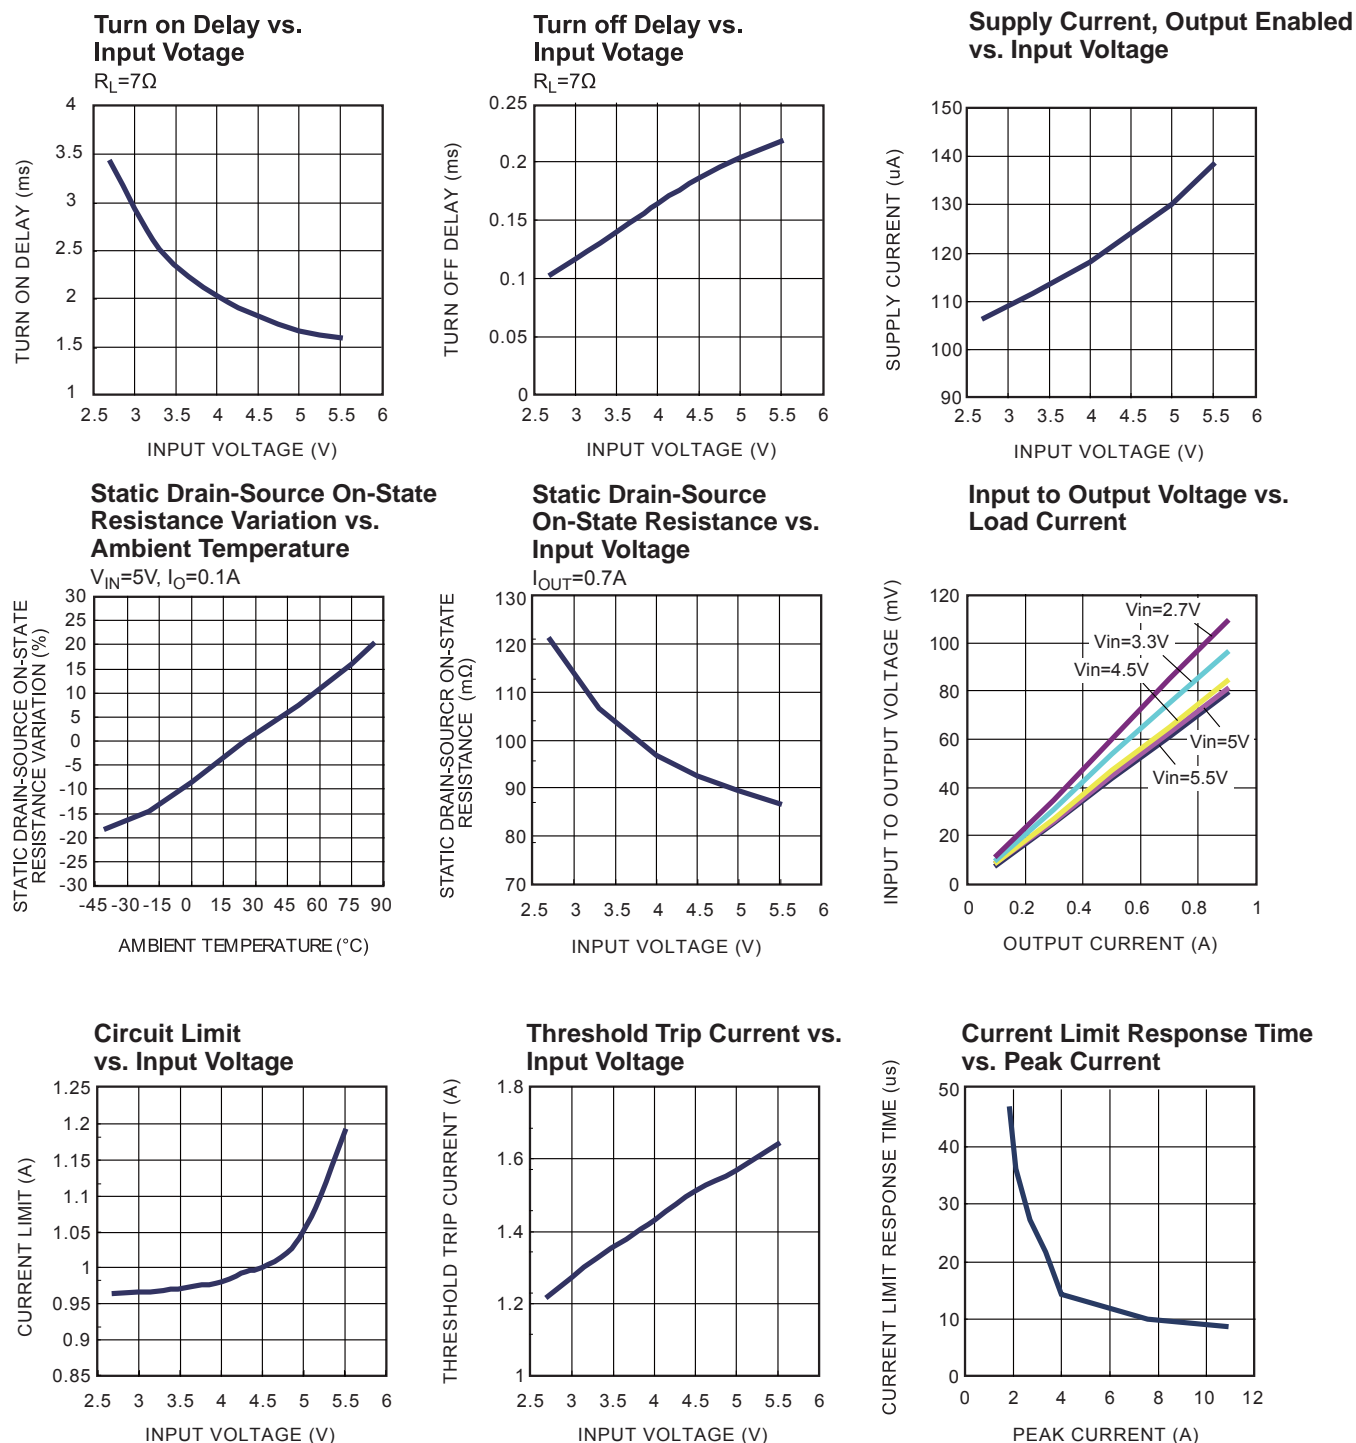 Turn on Delay vs.
Input Votage
RL=7Ω
TURN ON DELAY (ms)
4
3.5
3
2.5
2
1.5
1
2.5 3 3.5 4 4.5 5 5.5 6
INPUT VOLTAGE (V)
Turn off Delay vs.
Input Votage
RL=7Ω
TURN OFF DELAY (ms)
0.25
0.2
0.15
0.1
0.05
0
2.5 3 3.5 4 4.5 5 5.5 6
INPUT VOLTAGE (V)
Supply Current, Output Enabled
vs. Input Voltage
SUPPLY CURRENT (uA)
150
140
130
120
110
100
90
2.5 3 3.5 4 4.5 5 5.5 6
INPUT VOLTAGE (V)
Static Drain-Source On-State
Resistance Variation vs.
Ambient Temperature
VIN=5V, IO=0.1A
STATIC DRAIN-SOURCE ON-STATE
RESISTANCE VARIATION (%)
30
25
20
15
10
5
0
-5
-10
-15
-20
-25
-30
-45 -30 -15 0 15 30 45 60 75 90
AMBIENT TEMPERATURE (°C)
Static Drain-Source
On-State Resistance vs.
Input Voltage
IOUT=0.7A
STATIC DRAIN-SOURCR ON-STATE
RESISTANCE (mΩ)
130
120
110
100
90
80
70
2.5 3 3.5 4 4.5 5 5.5 6
INPUT VOLTAGE (V)
Input to Output Voltage vs.
Load Current
INPUT TO OUTPUT VOLTAGE (mV)
120
100
80
60
40
20
0
Vin=2.7V
Vin=3.3V
Vin=4.5V
Vin=5V
Vin=5.5V
0 0.2 0.4 0.6 0.8 1
OUTPUT CURRENT (A)
Circuit Limit
vs. Input Voltage
CURRENT LIMIT (A)
1.25
1.2
1.15
1.1
1.05
1
0.95
0.9
0.85
2.5 3 3.5 4 4.5 5 5.5 6
INPUT VOLTAGE (V)
Threshold Trip Current vs.
Input Voltage
THRESHOLD TRIP CURRENT (A)
1.8
1.6
1.4
1.2
1
2.5 3 3.5 4 4.5 5 5.5 6
INPUT VOLTAGE (V)
Current Limit Response Time
vs. Peak Current
CURRENT LIMIT RESPONSE TIME (us)
50
40
30
20
10
0
0 2 4 6 8 10 12
PEAK CURRENT (A)